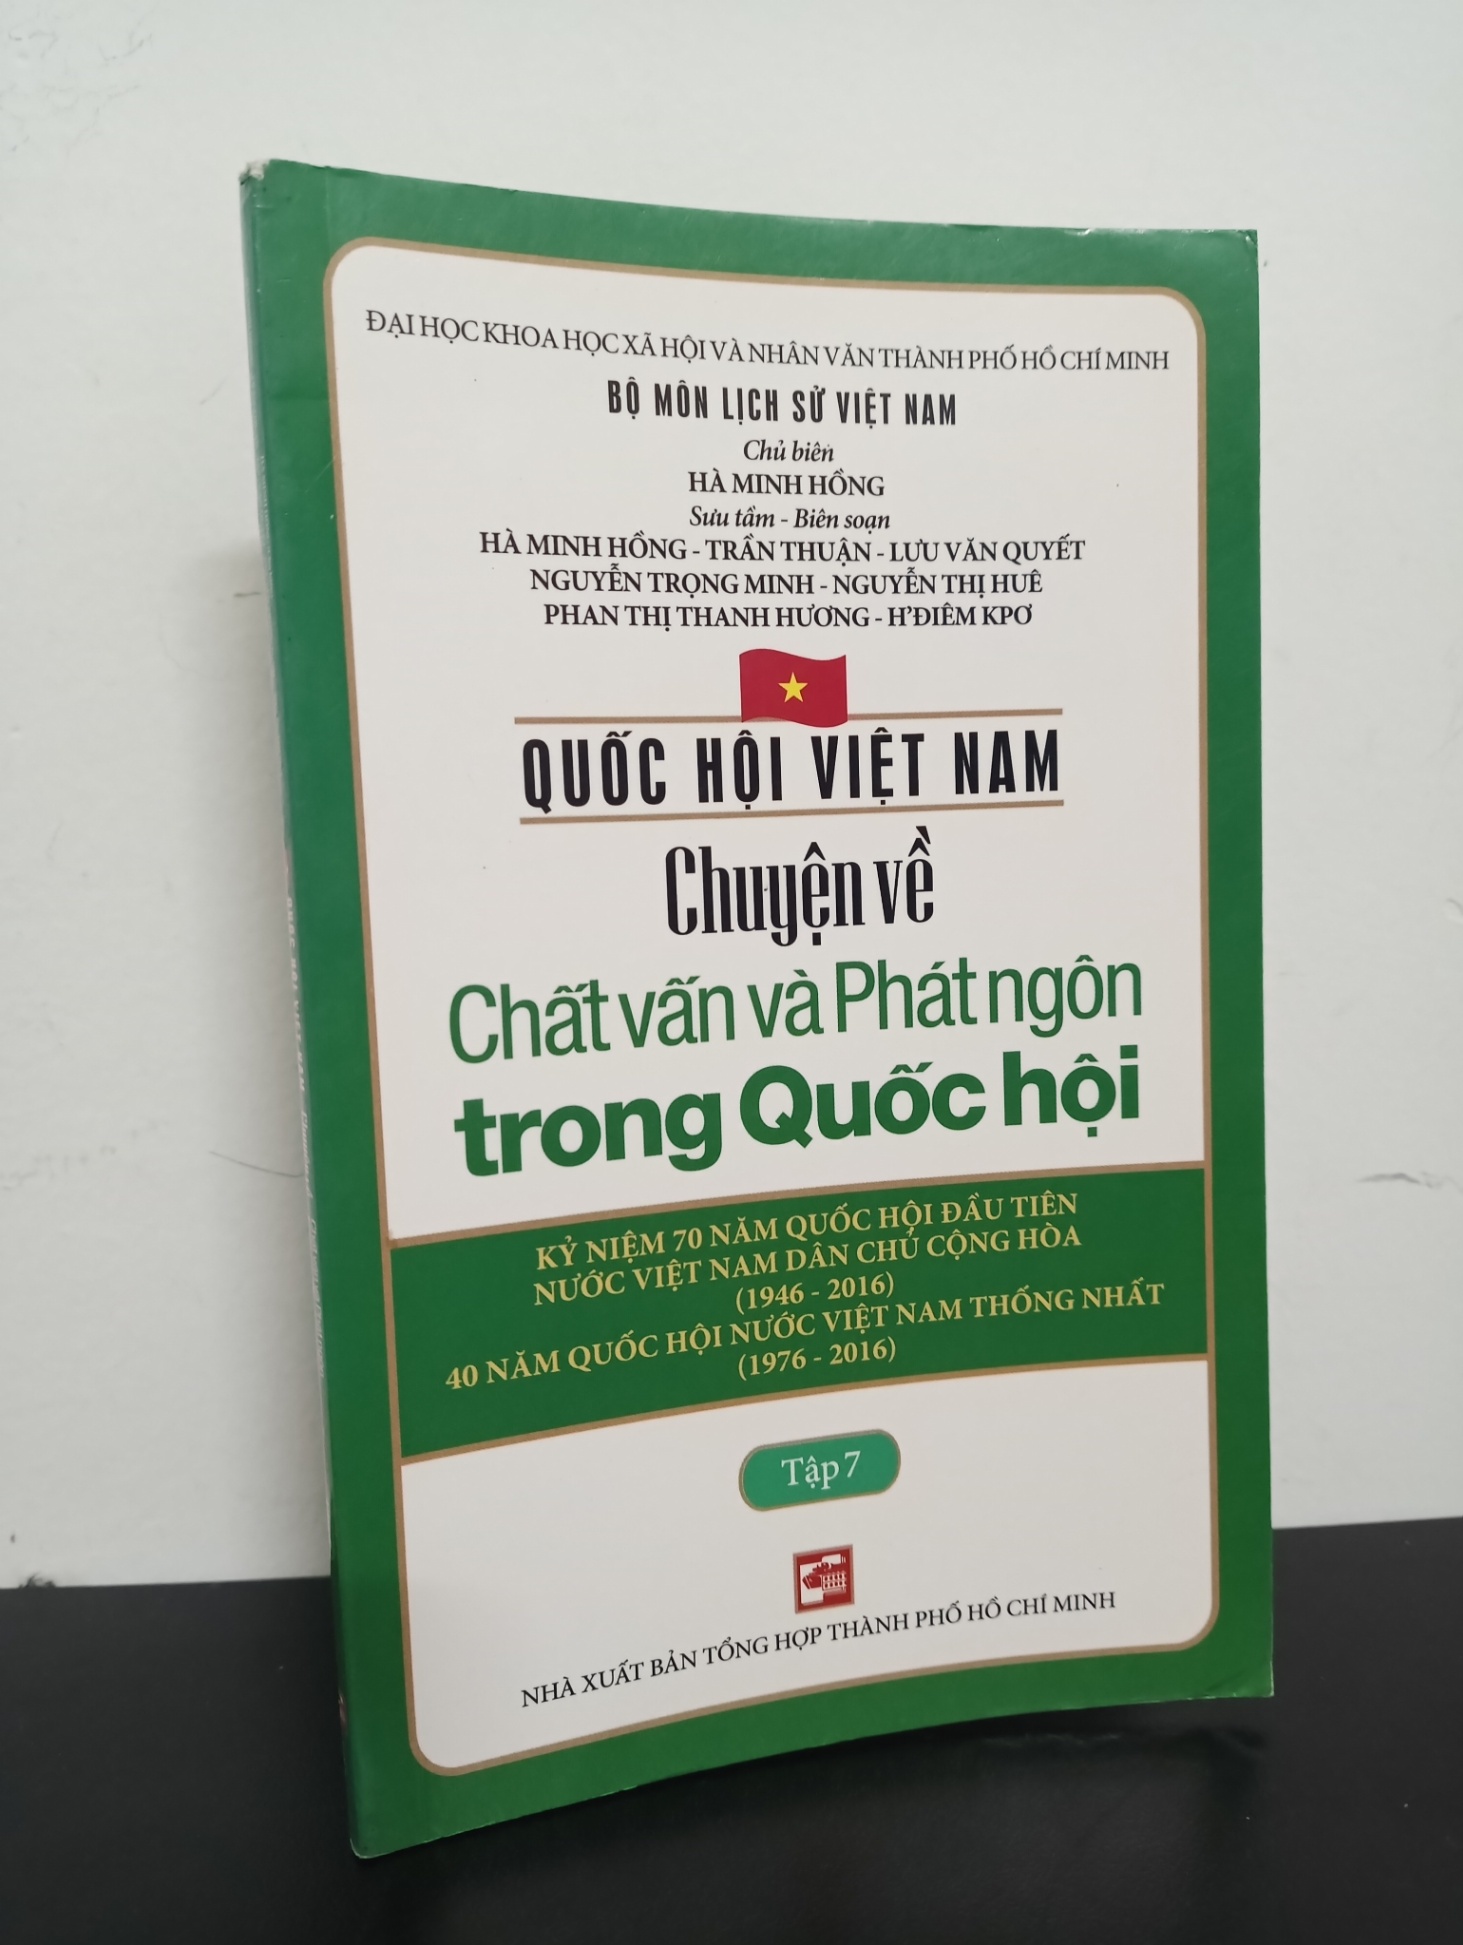 ĐẠI HỌC KHOA HỌC XÃ HỘI VÀ NHÂN VĂN THÀNH PHỐ HỒ CHÍ MINH
BỘ MÔN LỊCH SỬ VIỆT NAM
Chủ biên
HÀ MINH HỒNG
Sưu tầm - Biên soạn
HÀ MINH HỒNG - TRẦN THUẬN - LƯU VĂN QUYẾT
NGUYỄN TRỌNG MINH - NGUYỄN THỊ HUÊ
PHAN THỊ THANH HƯƠNG - H'ĐIÊM KPƠ
QUỐC HỘI VIỆT NAM
Chuyện về
Chất vấn và Phát ngôn
trong Quốc hội
KỶ NIỆM 70 NĂM QUỐC HỘI ĐẦU TIÊN
NƯỚC VIỆT NAM DÂN CHỦ CỘNG HÒA
(1946 - 2016)
40 NĂM QUỐC HỘI NƯỚC VIỆT NAM THỐNG NHẤT
(1976 - 2016)
Tập 7
NHÀ XUẤT BẢN TỔNG HỢP THÀNH PHỐ HỒ CHÍ MINH